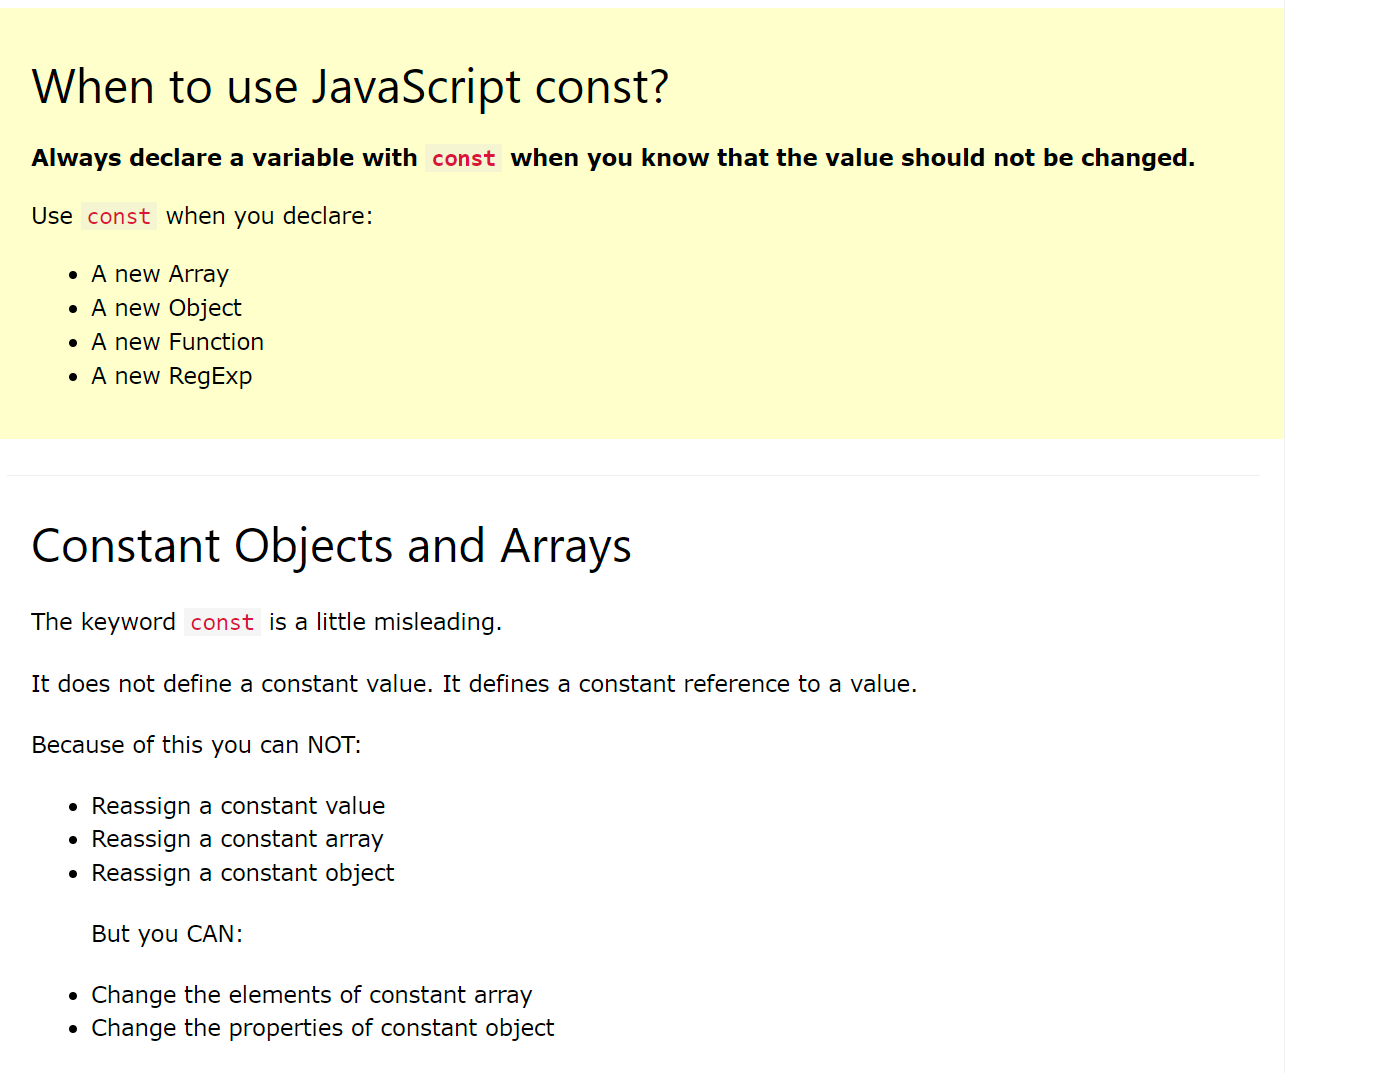 When to use JavaScript const?
Always declare a variable with const when you know that the value should not be changed.
Use const when you declare:
• A new Array
• A new Object
• A new Function
• A new RegExp
Constant Objects and Arrays
The keyword const is a little misleading.
It does not define a constant value. It defines a constant reference to a value.
Because of this you can NOT:
• Reassign a constant value
• Reassign a constant array
• Reassign a constant object
But you CAN:
• Change the elements of constant array
• Change the properties of constant object